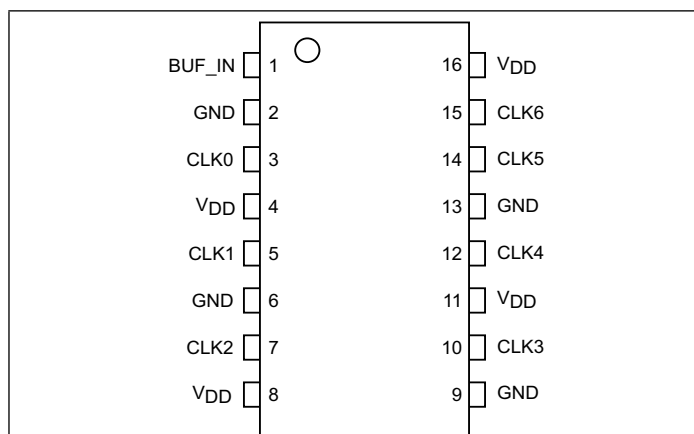 BUF_IN 1 16 VDD
GND 2 15 CLK6
CLK0 3 14 CLK5
VDD 4 13 GND
CLK1 5 12 CLK4
GND 6 11 VDD
CLK2 7 10 CLK3
VDD 8 9 GND